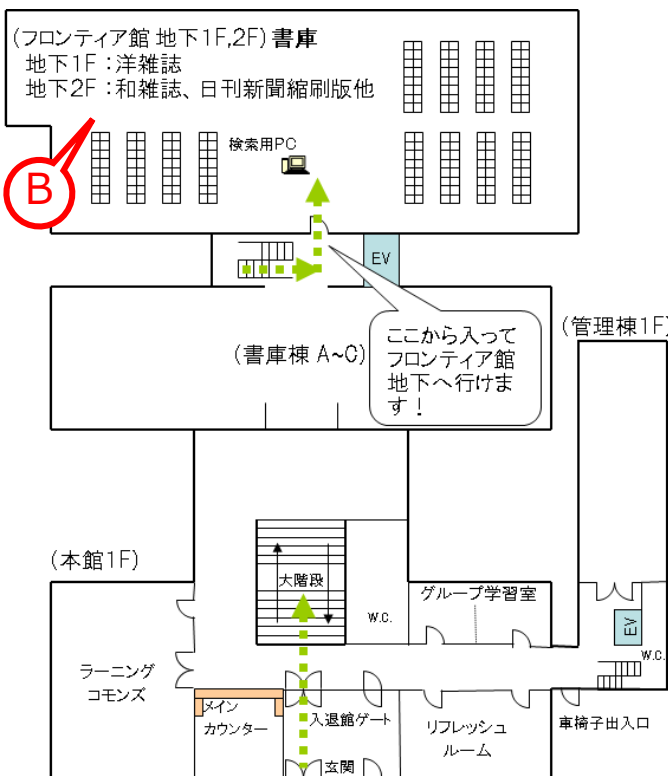 (フロンティア館 地下1F,2F) 書庫
地下1F：洋雑誌
地下2F：和雑誌、日刊新聞縮刷版他
B
検索用PC
EV
ここから入って
フロンティア館
地下へ行けま
す！
(書庫棟 A~C)
(管理棟1F)
(本館1F)
大階段
W.C.
グループ学習室
EV
W.C.
ラーニング
コモンズ
メイン
カウンター
入退館ゲート
リフレッシュ
ルーム
車椅子出入口
玄関